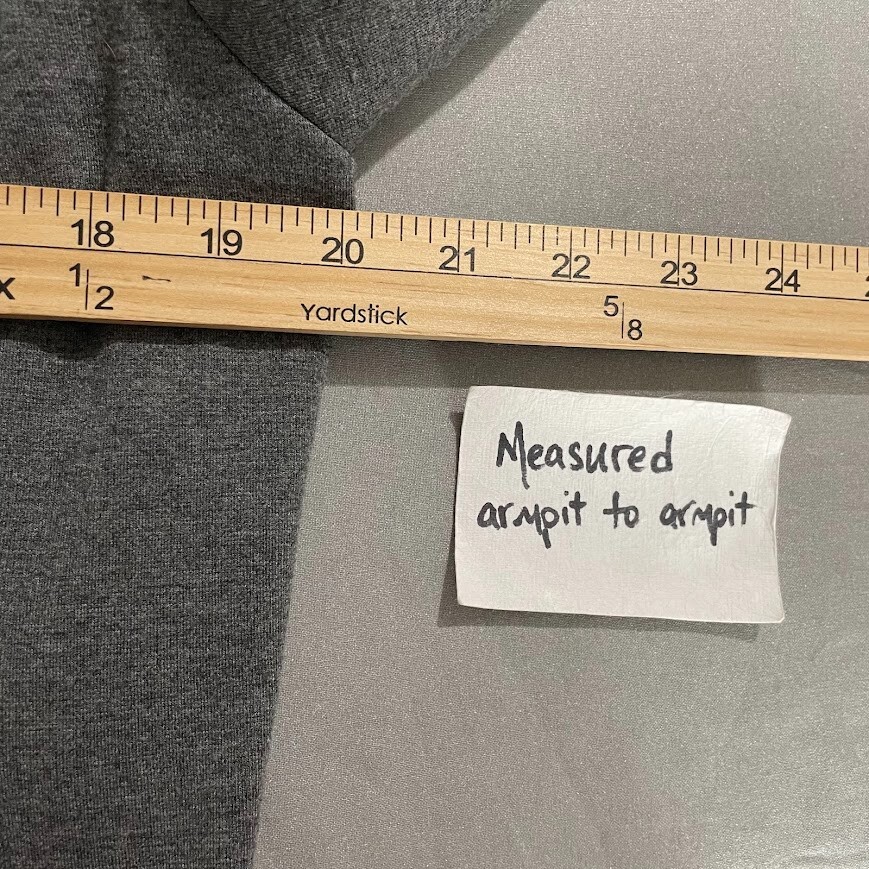 18 19 20 21 22 23 24
x 1/2 Yardstick 5/8
Measured
armpit to armpit